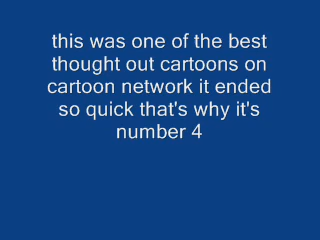 this was one of the best
thought out cartoons on
cartoon network it ended
so quick that's why it's
number 4